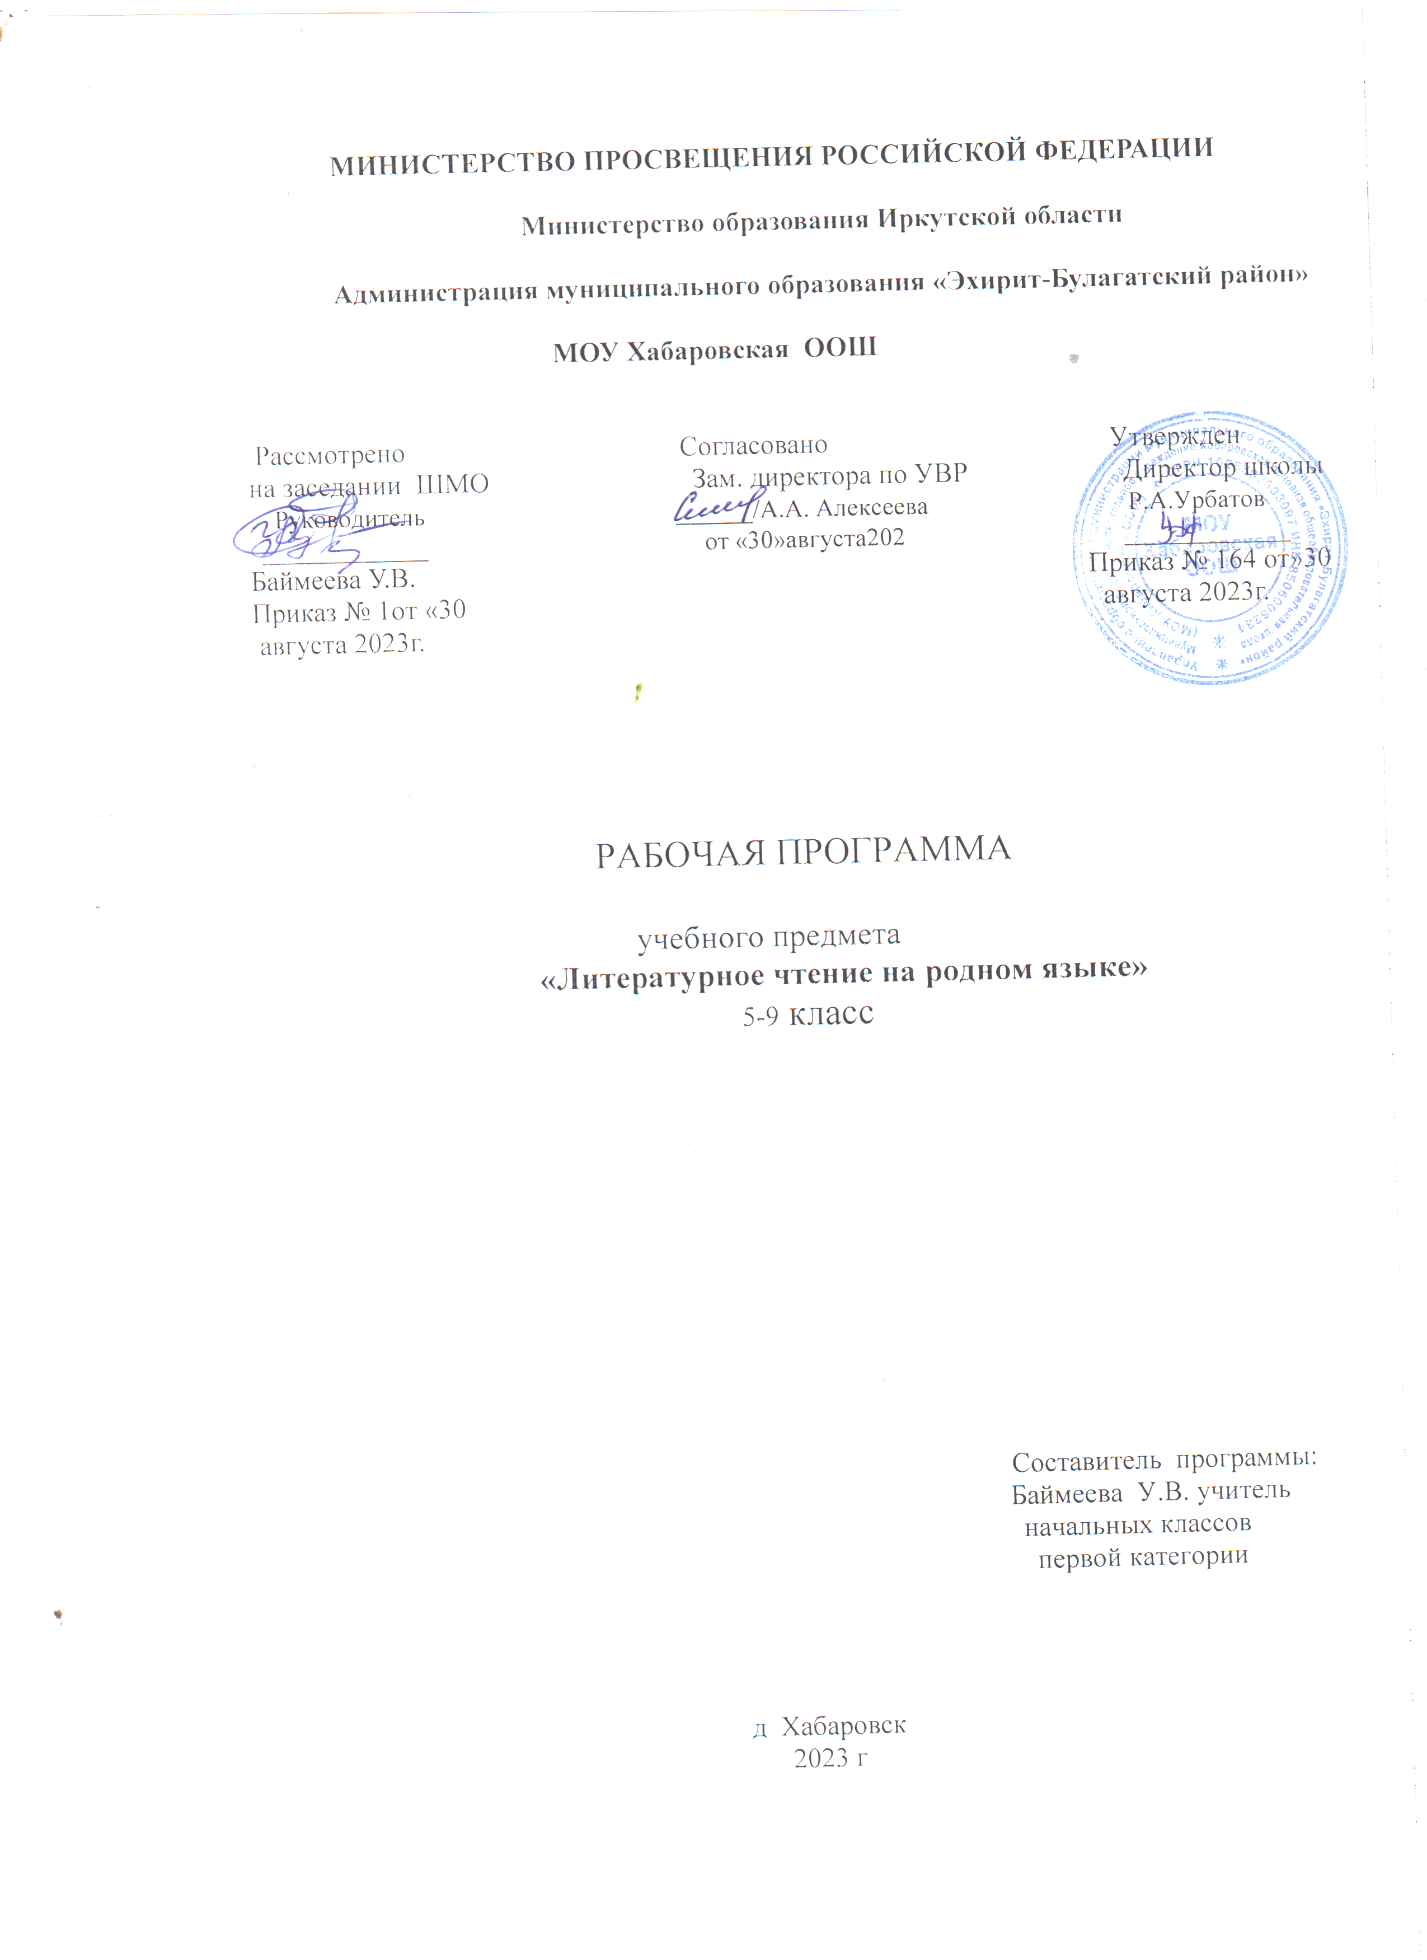 МИНИСТЕРСТВО ПРОСВЕЩЕНИЯ РОССИЙСКОЙ ФЕДЕРАЦИИ
Министерство образования Иркутской области
Администрация муниципального образования «Эхирит-Булагатский район»
МОУ Хабаровская ООШ
Рассмотрено
на заседании ШМО
Руководитель
Баймеева У.В.
Приказ № 1от «30
августа 2023г.
Согласовано
Зам. директора по УВР
/А.А. Алексеева
от «30»августа202
Утвержден
Директор школы
Р.А.Урбатов
Приказ № 164 от»30
августа 2023г.
МОУ
Хабаровская
ООШ
РАБОЧАЯ ПРОГРАММА
учебного предмета
«Литературное чтение на родном языке»
5-9 класс
Составитель программы:
Баймеева У.В. учитель
начальных классов
первой категории
д Хабаровск
2023 г